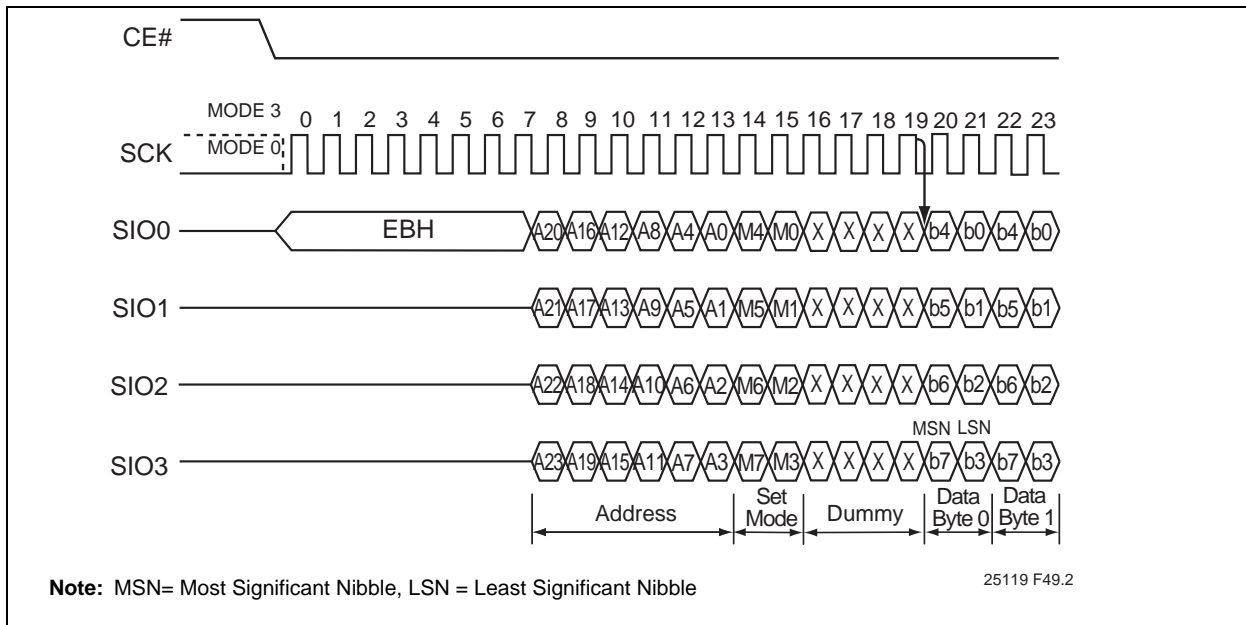 CE#
MODE 3
0 1 2 3 4 5 6 7 8 9 10 11 12 13 14 15 16 17 18 19 20 21 22 23
SCK MODE 0
SIO0 EBH A20 A16 A12 A8 A4 A0 M4 M0 X X X X b4 b0 b4 b0
SIO1 A21 A17 A13 A9 A5 A1 M5 M1 X X X X b5 b1 b5 b1
SIO2 A22 A18 A14 A10 A6 A2 M6 M2 X X X X b6 b2 b6 b2
MSN LSN
SIO3 A23 A19 A15 A11 A7 A3 M7 M3 X X X X b7 b3 b7 b3
Address
Set
Mode
Dummy
Data
Byte 0
Data
Byte 1
Note: MSN= Most Significant Nibble, LSN = Least Significant Nibble
25119 F49.2